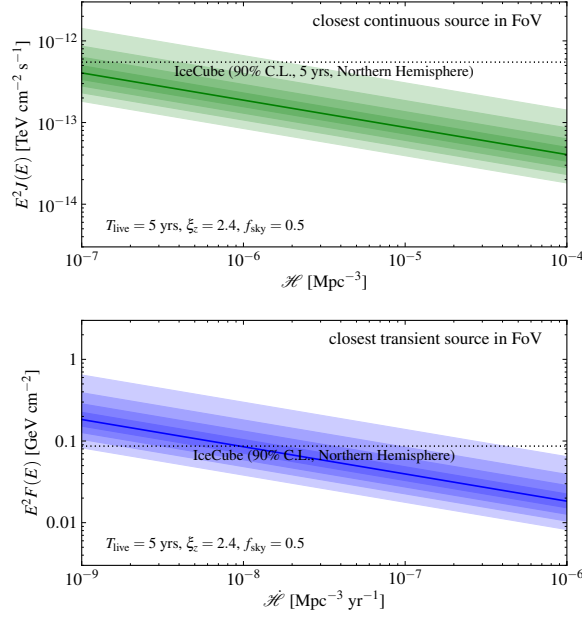 closest continuous source in FoV
10⁻¹²
IceCube (90% C.L., 5 yrs, Northern Hemisphere)
10⁻¹³
E²J(E) [TeV cm⁻² s⁻¹]
10⁻¹⁴
T_live = 5 yrs, ξ_z = 2.4, f_sky = 0.5
10⁻⁷ 10⁻⁶ 10⁻⁵ 10⁻⁴
ℋ [Mpc⁻³]
closest transient source in FoV
1
0.1
IceCube (90% C.L., Northern Hemisphere)
E²F(E) [GeV cm⁻²]
0.01
T_live = 5 yrs, ξ_z = 2.4, f_sky = 0.5
10⁻⁹ 10⁻⁸ 10⁻⁷ 10⁻⁶
ℋ̇ [Mpc⁻³ yr⁻¹]